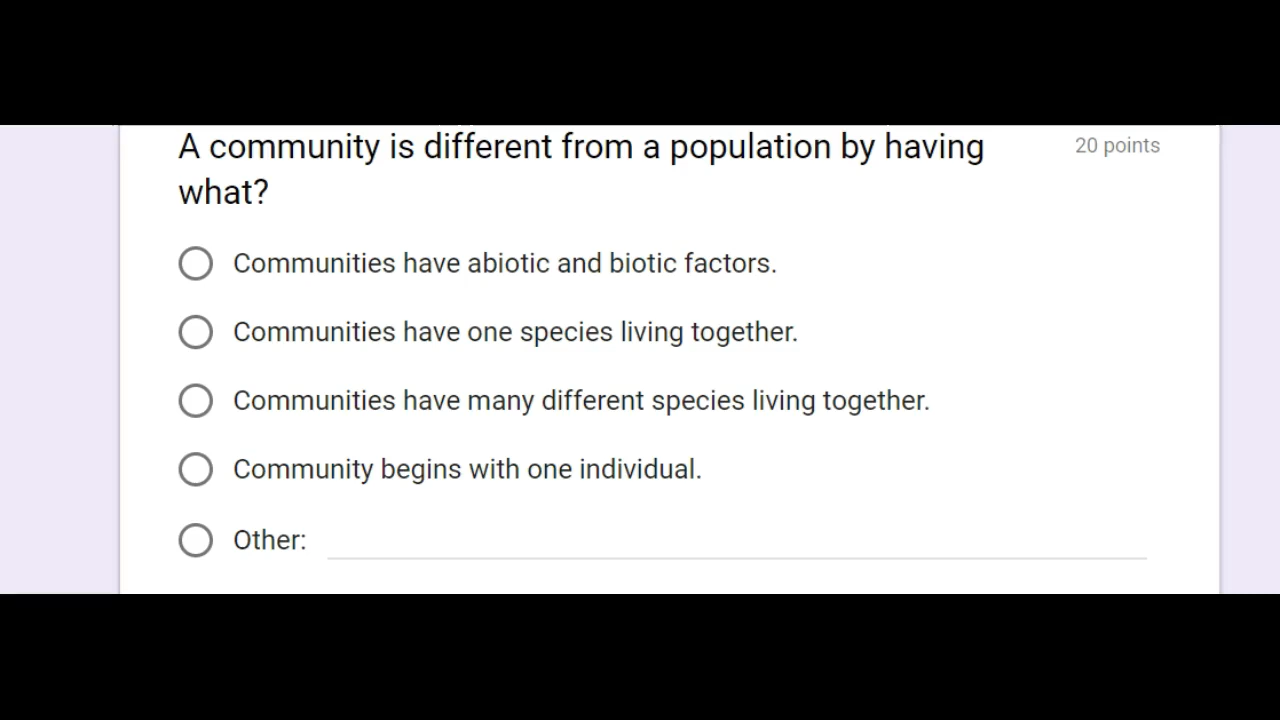 A community is different from a population by having
20 points
what?
Communities have abiotic and biotic factors.
Communities have one species living together.
Communities have many different species living together.
Community begins with one individual.
Other: